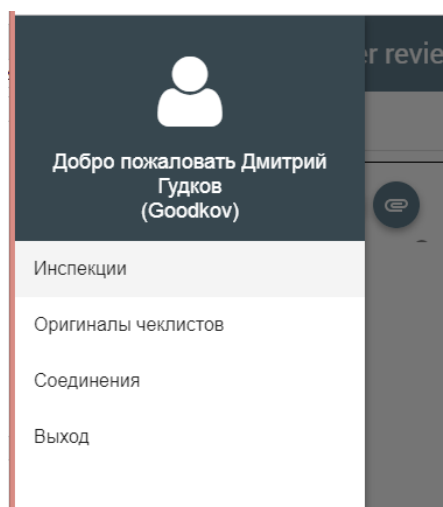 er revie
Добро пожаловать Дмитрий
Гудков
(Goodkov)
Инспекции
Оригиналы чеклистов
Соединения
Выход